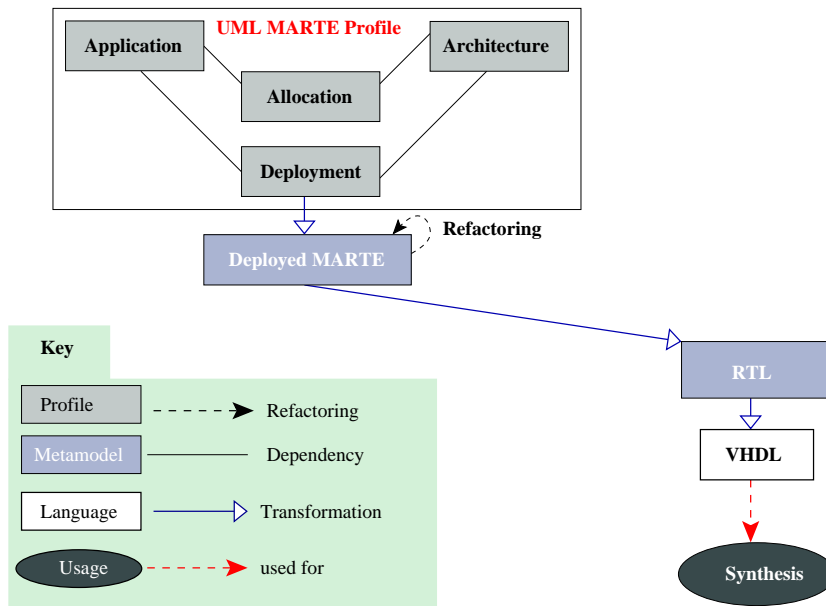 UML MARTE Profile
Application
Architecture
Allocation
Deployment
Deployed MARTE
Refactoring
RTL
VHDL
Synthesis
Key
Profile
Refactoring
Metamodel
Dependency
Language
Transformation
Usage
used for